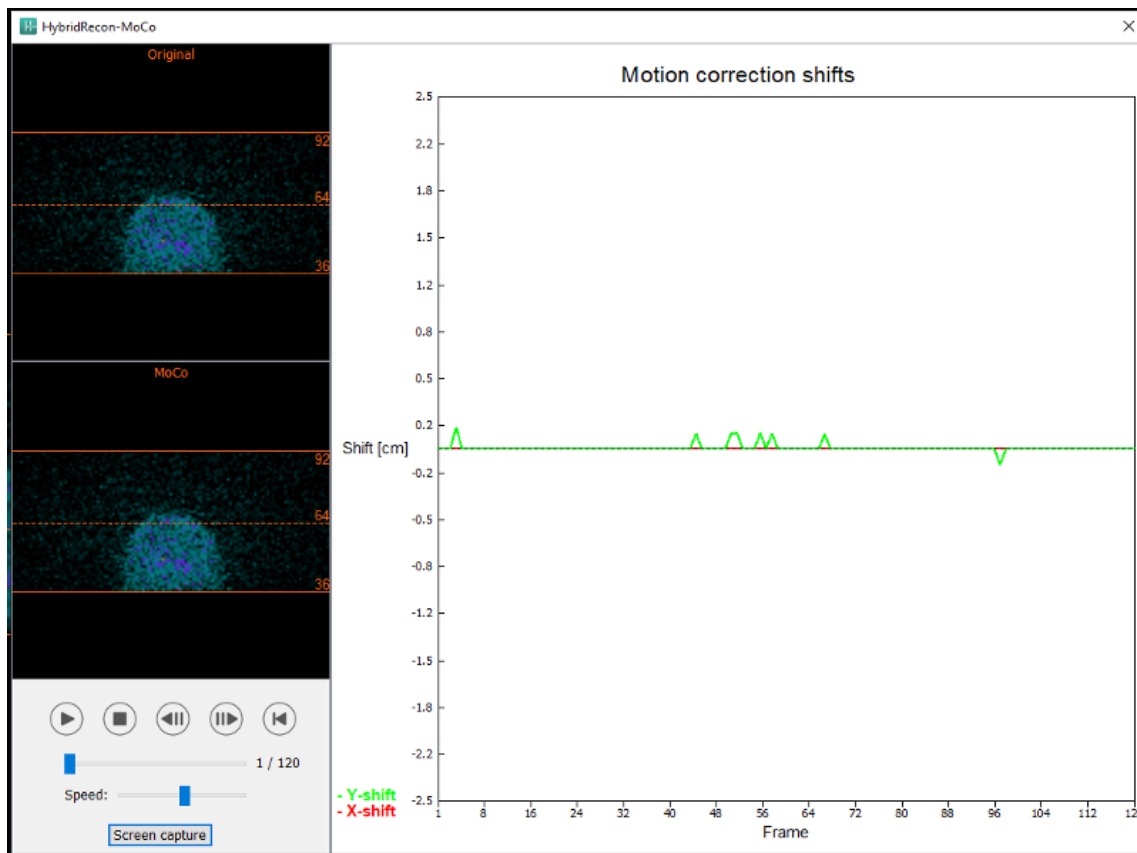 HybridRecon-MoCo
Original
92
64
36
MoCo
92
64
36
1 / 120
Speed:
Screen capture
Motion correction shifts
2.5
2.2
1.8
1.5
1.2
0.8
0.5
0.2
Shift [cm]
-0.2
-0.5
-0.8
-1.2
-1.5
-1.8
-2.2
-2.5
- Y-shift
- X-shift
1 8 16 24 32 40 48 56 64 72 80 88 96 104 112 12
Frame